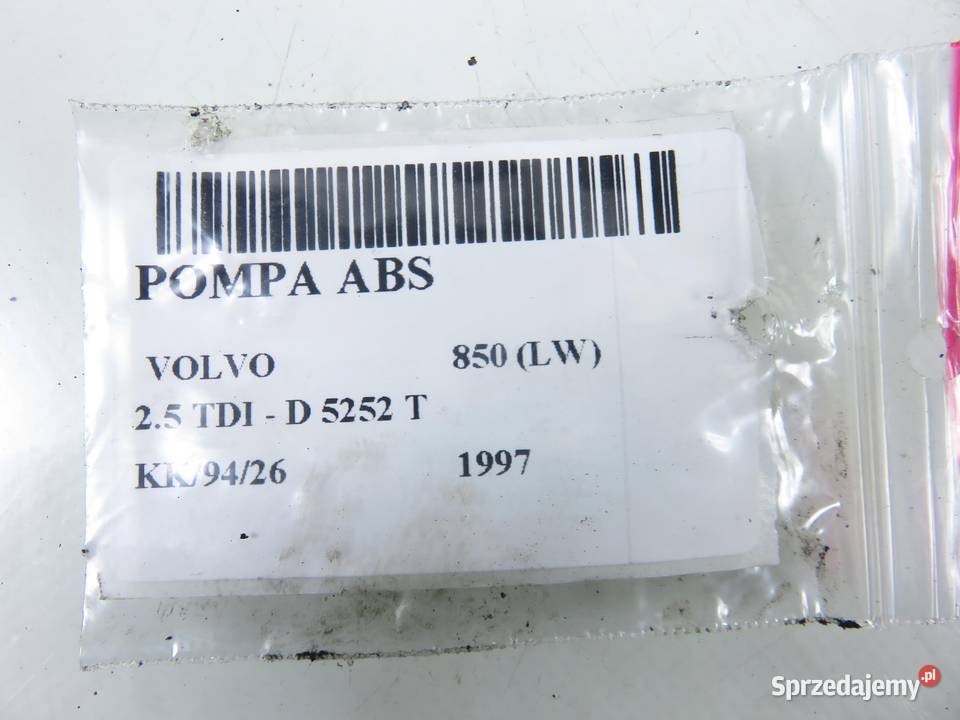 POMPA ABS
VOLVO 850 (LW)
2.5 TDI - D 5252 T
KK/94/26 1997
Sprzedajemy.pl